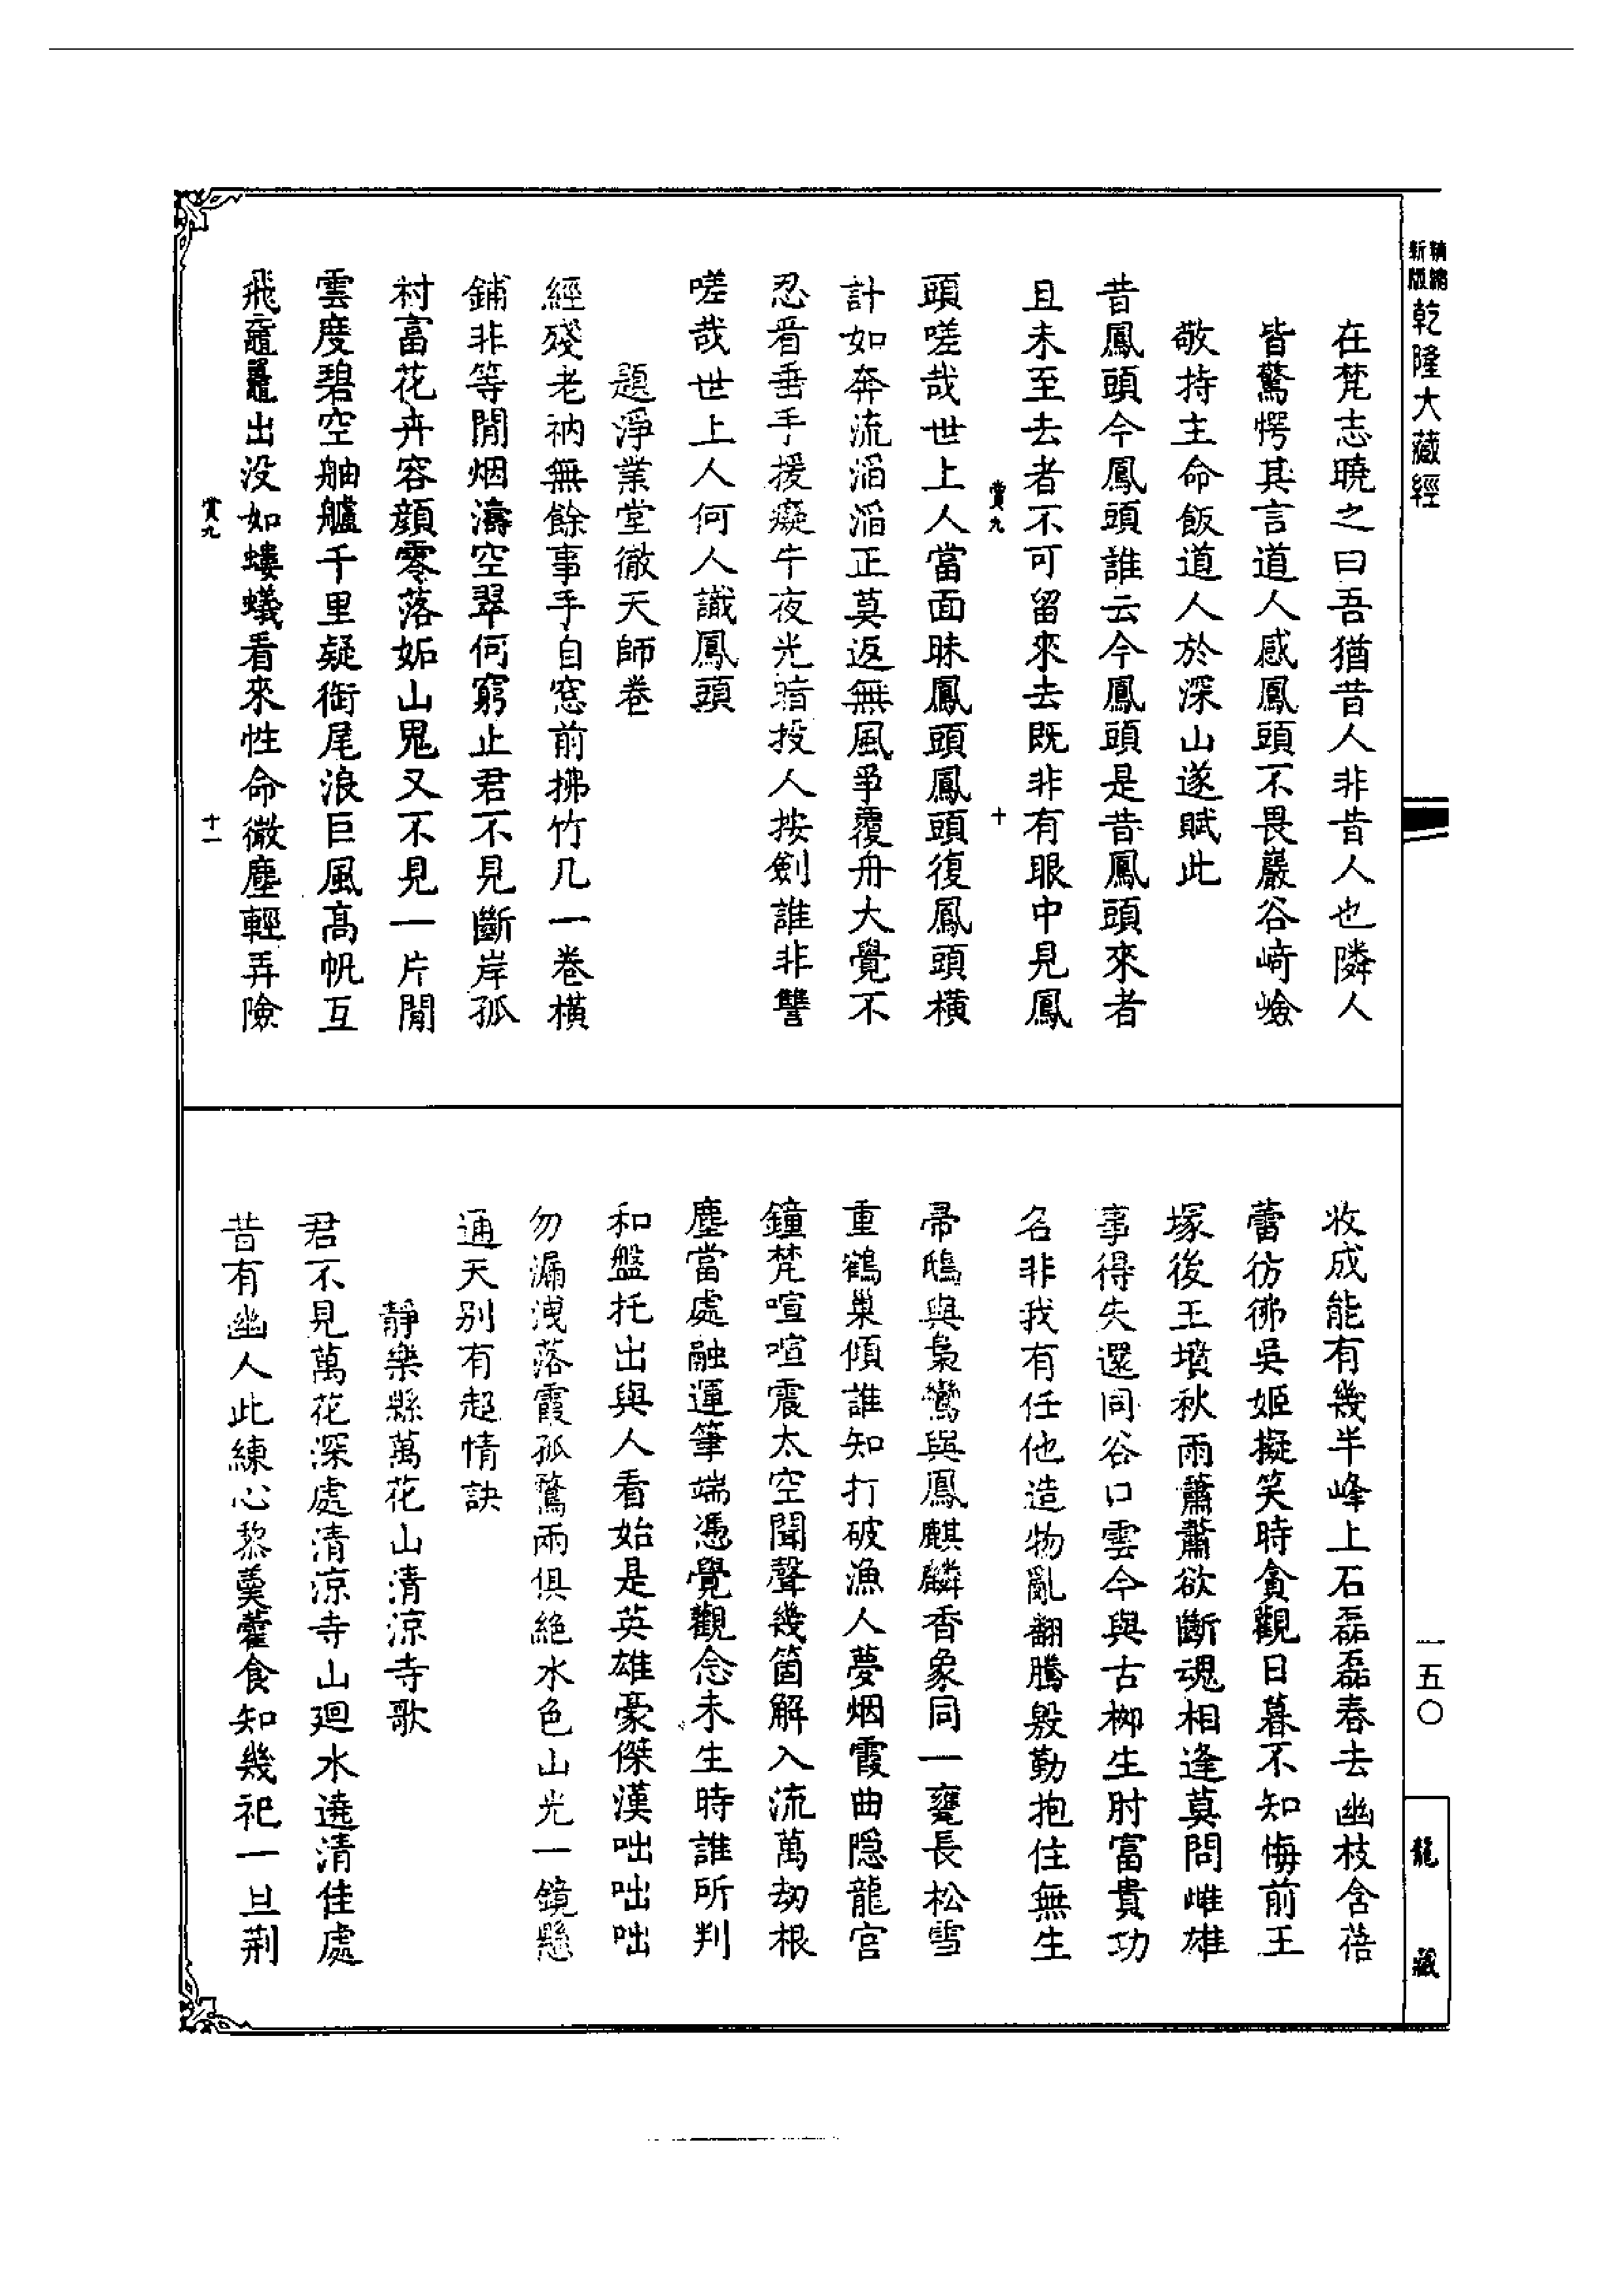 新版精縮乾隆大藏經
在梵志曉之曰吾猶昔人非昔人也隣人
皆驚愕其言道人感鳳頭不畏巖谷﨑嶮
敬持主命飯道人於深山遂賦此
昔鳳頭今鳳頭誰云今鳳頭是昔鳳頭來者
且未至去者不可留來去既非有眼中見鳳
賞九 十
頭嗟哉世上人當面昧鳳頭鳳頭復鳳頭橫
計如奔流滔滔正莫返無風爭覆舟大覺不
忍看垂手援癡牛夜光暗投人按劍誰非讐
嗟哉世上人何人識鳳頭
題淨業堂徹天師卷
經殘老衲無餘事手自窓前拂竹几一卷橫
鋪非等閒烟濤空翠何窮止君不見斷岸孤
村富花卉容顏零落妬山鬼又不見一片閒
雲度碧空舳艫千里疑銜尾浪巨風高帆互
飛黿鼉出没如螻蟻看來性命微塵輕弄險
賞九 十一
收成能有幾半峰上石磊磊春去幽枝含蓓
蕾彷彿吳姬擬笑時貪觀日暮不知悔前王
塚後王墳秋雨蕭蕭欲斷魂相逢莫問雌雄
事得失還同谷口雲今與古柳生肘富貴功
名非我有任他造物亂翻騰慇勤抱住無生
帚鴟與梟鸞與鳳麒麟香象同一甕長松雪
重鶴巢傾誰知打破漁人夢烟霞曲隱龍宫
鐘梵喧喧震太空聞聲幾箇解入流萬劫根
塵當處融運筆端憑覺觀念未生時誰所判
和盤托出與人看始是英雄豪傑漢咄咄咄
勿漏洩落霞孤鶩兩俱絶水色山光一鏡懸
通天别有超情訣
靜樂縣萬花山清涼寺歌
君不見萬花深處清涼寺山廻水遶清佳處
昔有幽人此練心黎羹藿食知幾祀一旦荆
一五〇
龍藏